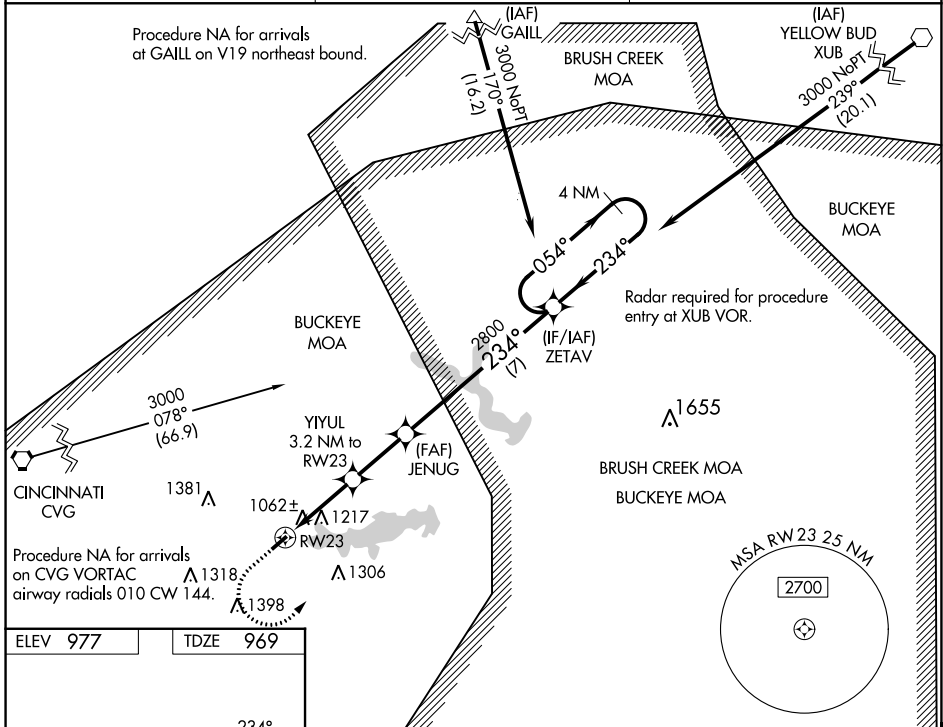 Procedure NA for arrivals
at GAILL on V19 northeast bound.
(IAF)
GAILL
3000 NoPT
170°
(16.2)
BRUSH CREEK
MOA
(IAF)
YELLOW BUD
XUB
3000 NoPT
239°
(20.1)
4 NM
054°
234°
BUCKEYE
MOA
Radar required for procedure
entry at XUB VOR.
(IF/IAF)
ZETAV
2800
234°
(7)
BUCKEYE
MOA
3000
078°
(66.9)
CINCINNATI
CVG
YIYUL
3.2 NM to
RW23
(FAF)
JENUG
1655
BRUSH CREEK MOA
BUCKEYE MOA
1381
1062±
1217
RW23
Procedure NA for arrivals
on CVG VORTAC
airway radials 010 CW 144.
1318
1306
1398
MSA RW23 25 NM
2700
ELEV 977
TDZE 969
234°